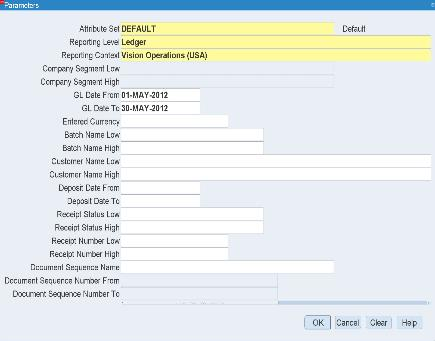 Parameters
Attribute Set DEFAULT Default
Reporting Level Ledger
Reporting Context Vision Operations (USA)
Company Segment Low
Company Segment High
GL Date From 01-MAY-2012
GL Date To 30-MAY-2012
Entered Currency
Batch Name Low
Batch Name High
Customer Name Low
Customer Name High
Deposit Date From
Deposit Date To
Receipt Status Low
Receipt Status High
Receipt Number Low
Receipt Number High
Document Sequence Name
Document Sequence Number From
Document Sequence Number To
OK Cancel Clear Help